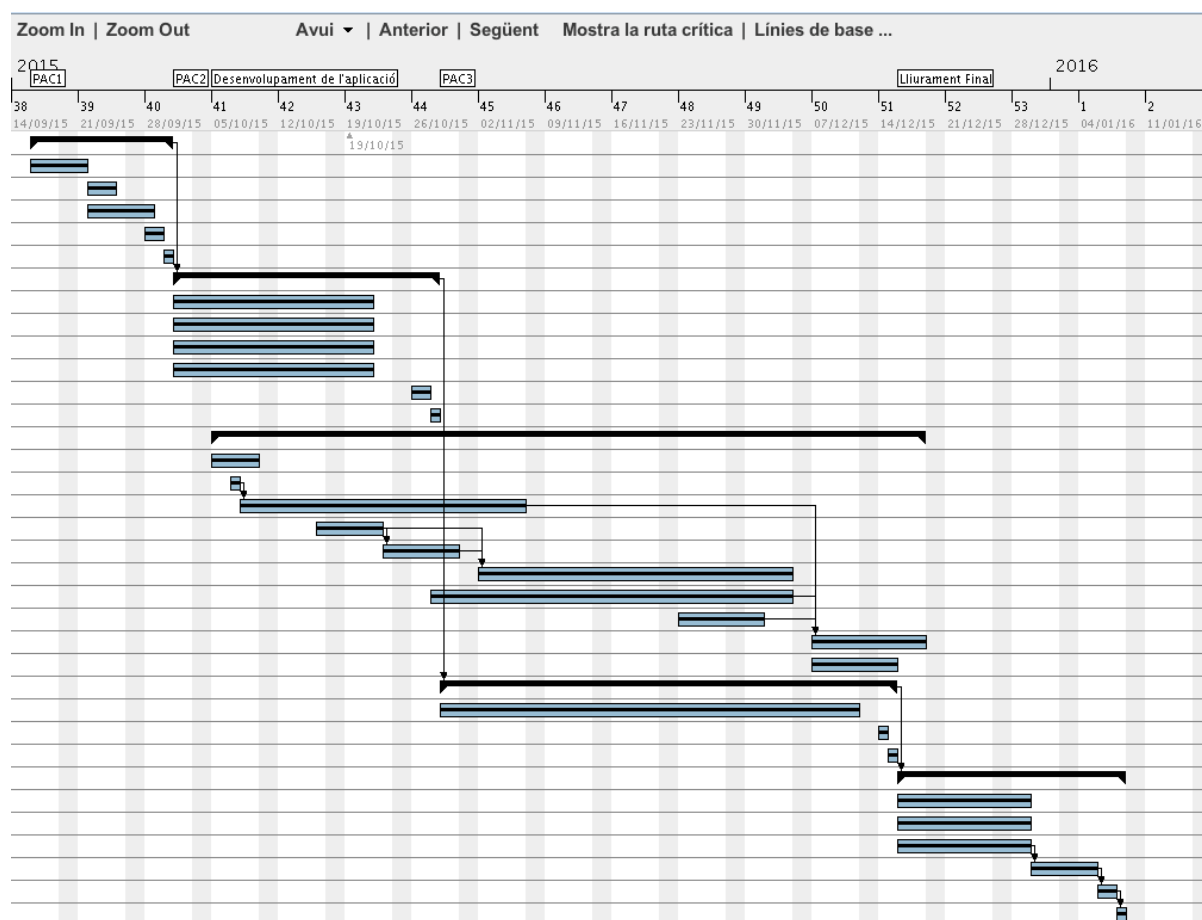 Zoom In | Zoom Out Avui | Anterior | Següent Mostra la ruta crítica | Línies de base ...
2015 2016
PAC1 PAC2 Desenvolupament de l'aplicació PAC3 Lliurament Final
38 39 40 41 42 43 44 45 46 47 48 49 50 51 52 53 1 2
14/09/15 21/09/15 28/09/15 05/10/15 12/10/15 19/10/15 26/10/15 02/11/15 09/11/15 16/11/15 23/11/15 30/11/15 07/12/15 14/12/15 21/12/15 28/12/15 04/01/16 11/01/16
19/10/15